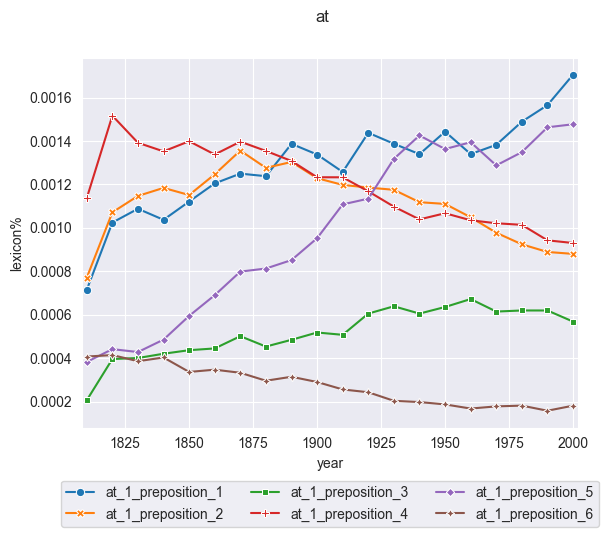 at
0.0016
0.0014
0.0012
0.0010
0.0008
0.0006
0.0004
0.0002
lexicon%
1825 1850 1875 1900 1925 1950 1975 2000
year
at_1_preposition_1 at_1_preposition_3 at_1_preposition_5
at_1_preposition_2 at_1_preposition_4 at_1_preposition_6